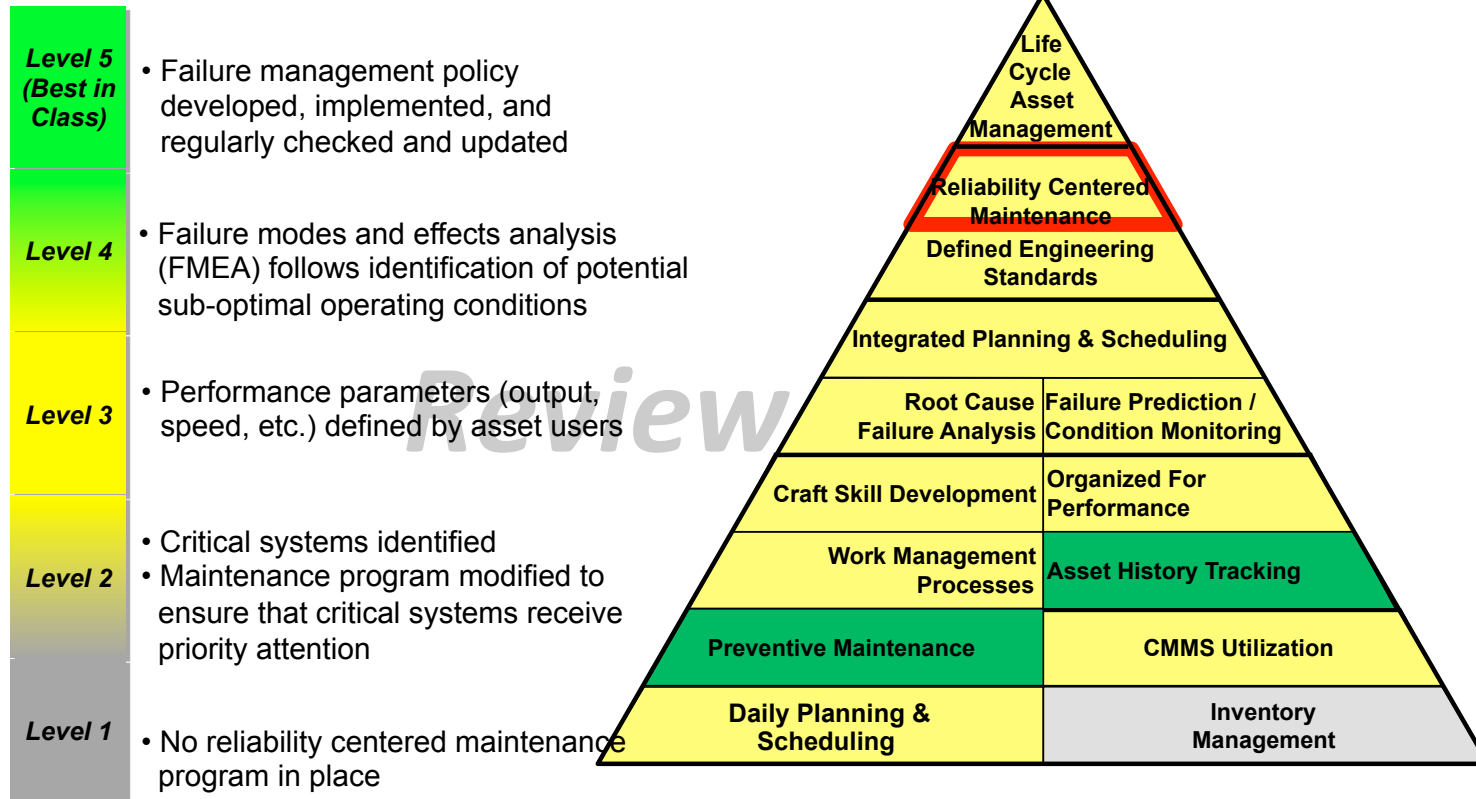 Level 5
(Best in
Class)
• Failure management policy
developed, implemented, and
regularly checked and updated
Level 4
• Failure modes and effects analysis
(FMEA) follows identification of potential
sub-optimal operating conditions
Level 3
• Performance parameters (output,
speed, etc.) defined by asset users
Review
Level 2
• Critical systems identified
• Maintenance program modified to
ensure that critical systems receive
priority attention
Level 1
• No reliability centered maintenance
program in place
Life
Cycle
Asset
Management
Reliability Centered
Maintenance
Defined Engineering
Standards
Integrated Planning & Scheduling
Root Cause
Failure Analysis
Failure Prediction /
Condition Monitoring
Craft Skill Development
Organized For
Performance
Work Management
Processes
Asset History Tracking
Preventive Maintenance
CMMS Utilization
Daily Planning &
Scheduling
Inventory
Management